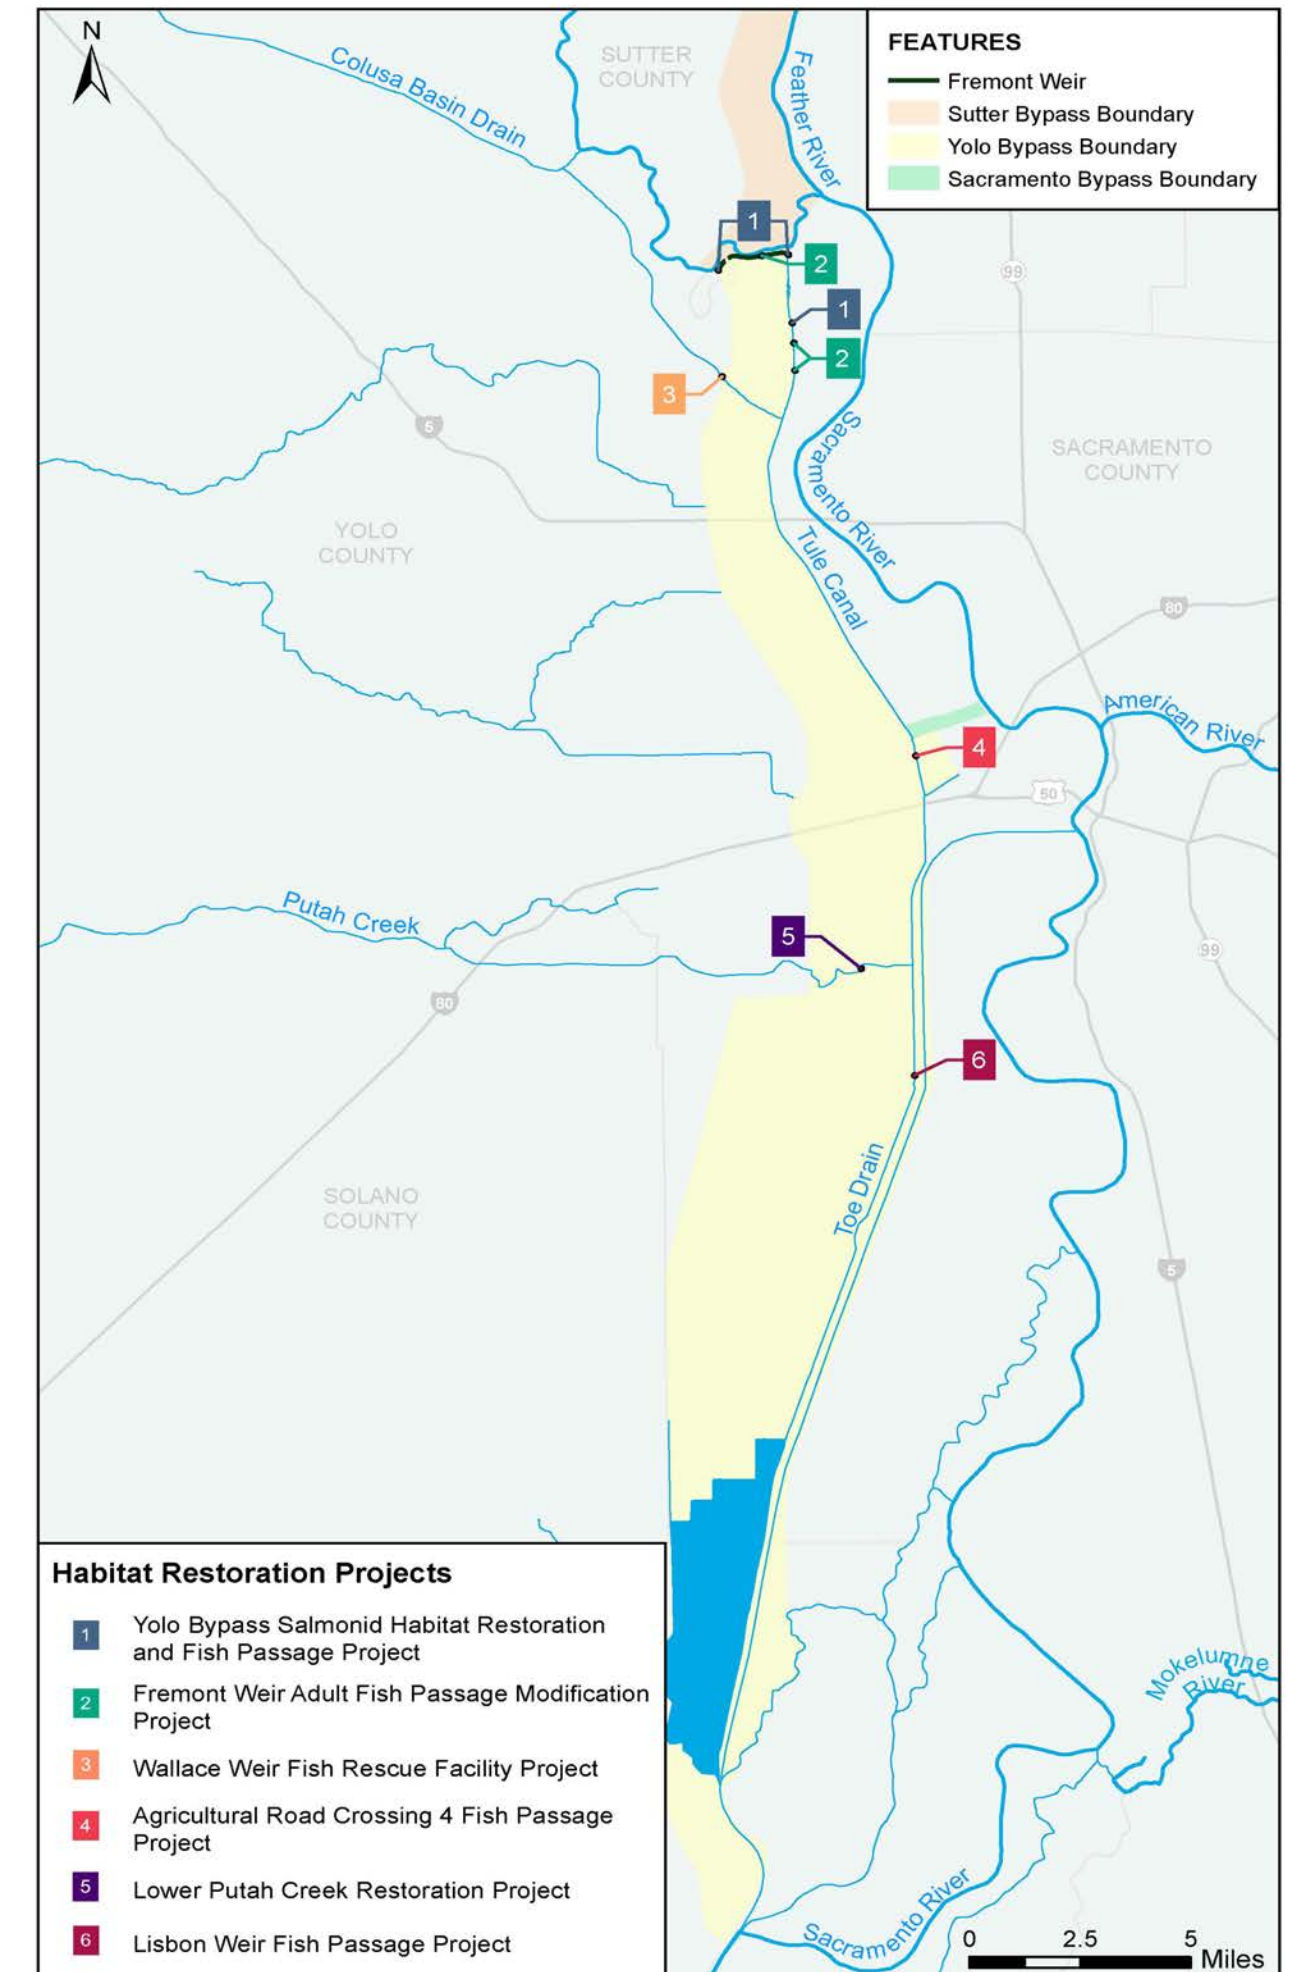 N
SUTTER
COUNTY
Colusa Basin Drain
Feather River
FEATURES
Fremont Weir
Sutter Bypass Boundary
Yolo Bypass Boundary
Sacramento Bypass Boundary
1
2
99
1
2
3
5
Sacramento River
SACRAMENTO
COUNTY
YOLO
COUNTY
Tule Canal
80
American River
4
50
Putah Creek
5
99
80
6
Toe Drain
SOLANO
COUNTY
5
Habitat Restoration Projects
1 Yolo Bypass Salmonid Habitat Restoration
and Fish Passage Project
2 Fremont Weir Adult Fish Passage Modification
Project
3 Wallace Weir Fish Rescue Facility Project
4 Agricultural Road Crossing 4 Fish Passage
Project
5 Lower Putah Creek Restoration Project
6 Lisbon Weir Fish Passage Project
Mokelumne
River
Sacramento River
0 2.5 5
Miles